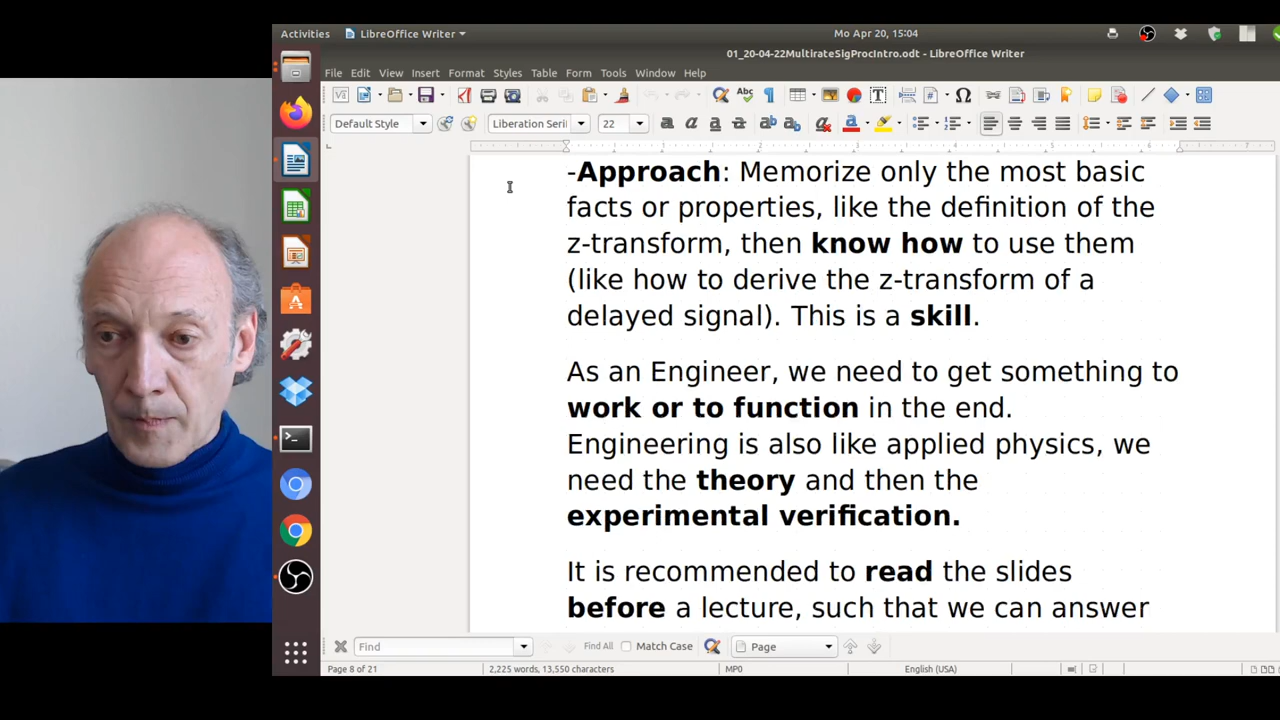 Activities LibreOffice Writer Mo Apr 20, 15:04
01_20-04-22MultirateSigProcIntro.odt - LibreOffice Writer
File Edit View Insert Format Styles Table Form Tools Window Help
Default Style Liberation Seri 22
-Approach: Memorize only the most basic
facts or properties, like the definition of the
z-transform, then know how to use them
(like how to derive the z-transform of a
delayed signal). This is a skill.
As an Engineer, we need to get something to
work or to function in the end.
Engineering is also like applied physics, we
need the theory and then the
experimental verification.
It is recommended to read the slides
before a lecture, such that we can answer
Find Find All Match Case Page
Page 8 of 21 2,225 words, 13,550 characters MP0 English (USA)